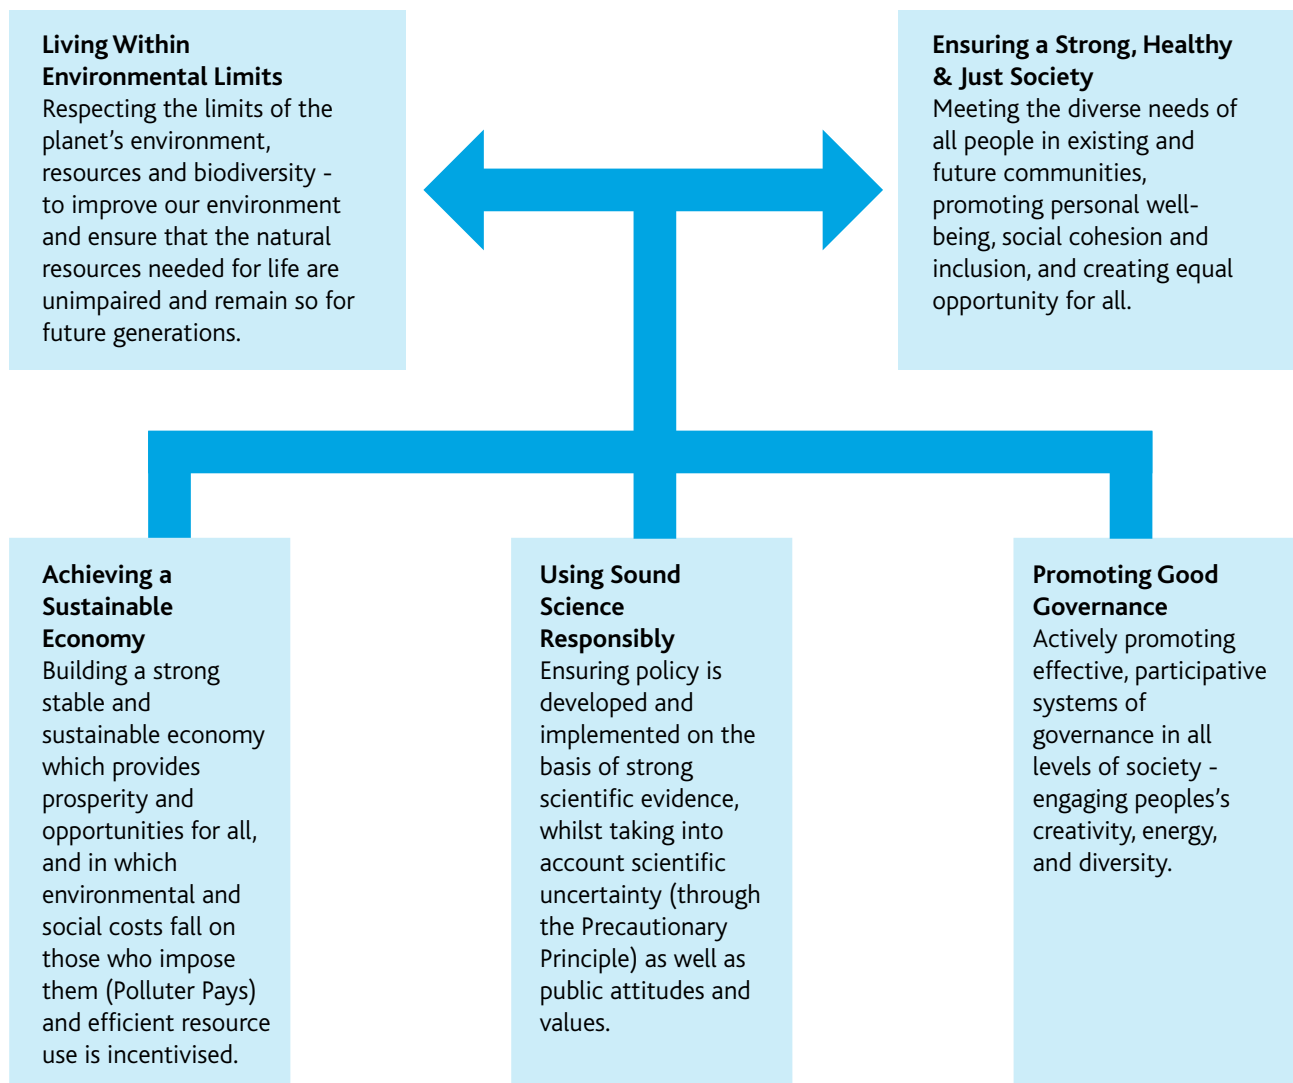 Living Within
Environmental Limits
Respecting the limits of the
planet’s environment,
resources and biodiversity -
to improve our environment
and ensure that the natural
resources needed for life are
unimpaired and remain so for
future generations.
Ensuring a Strong, Healthy
& Just Society
Meeting the diverse needs of
all people in existing and
future communities,
promoting personal well-
being, social cohesion and
inclusion, and creating equal
opportunity for all.
Achieving a
Sustainable
Economy
Building a strong
stable and
sustainable economy
which provides
prosperity and
opportunities for all,
and in which
environmental and
social costs fall on
those who impose
them (Polluter Pays)
and efficient resource
use is incentivised.
Using Sound
Science
Responsibly
Ensuring policy is
developed and
implemented on the
basis of strong
scientific evidence,
whilst taking into
account scientific
uncertainty (through
the Precautionary
Principle) as well as
public attitudes and
values.
Promoting Good
Governance
Actively promoting
effective, participative
systems of
governance in all
levels of society -
engaging peoples’s
creativity, energy,
and diversity.